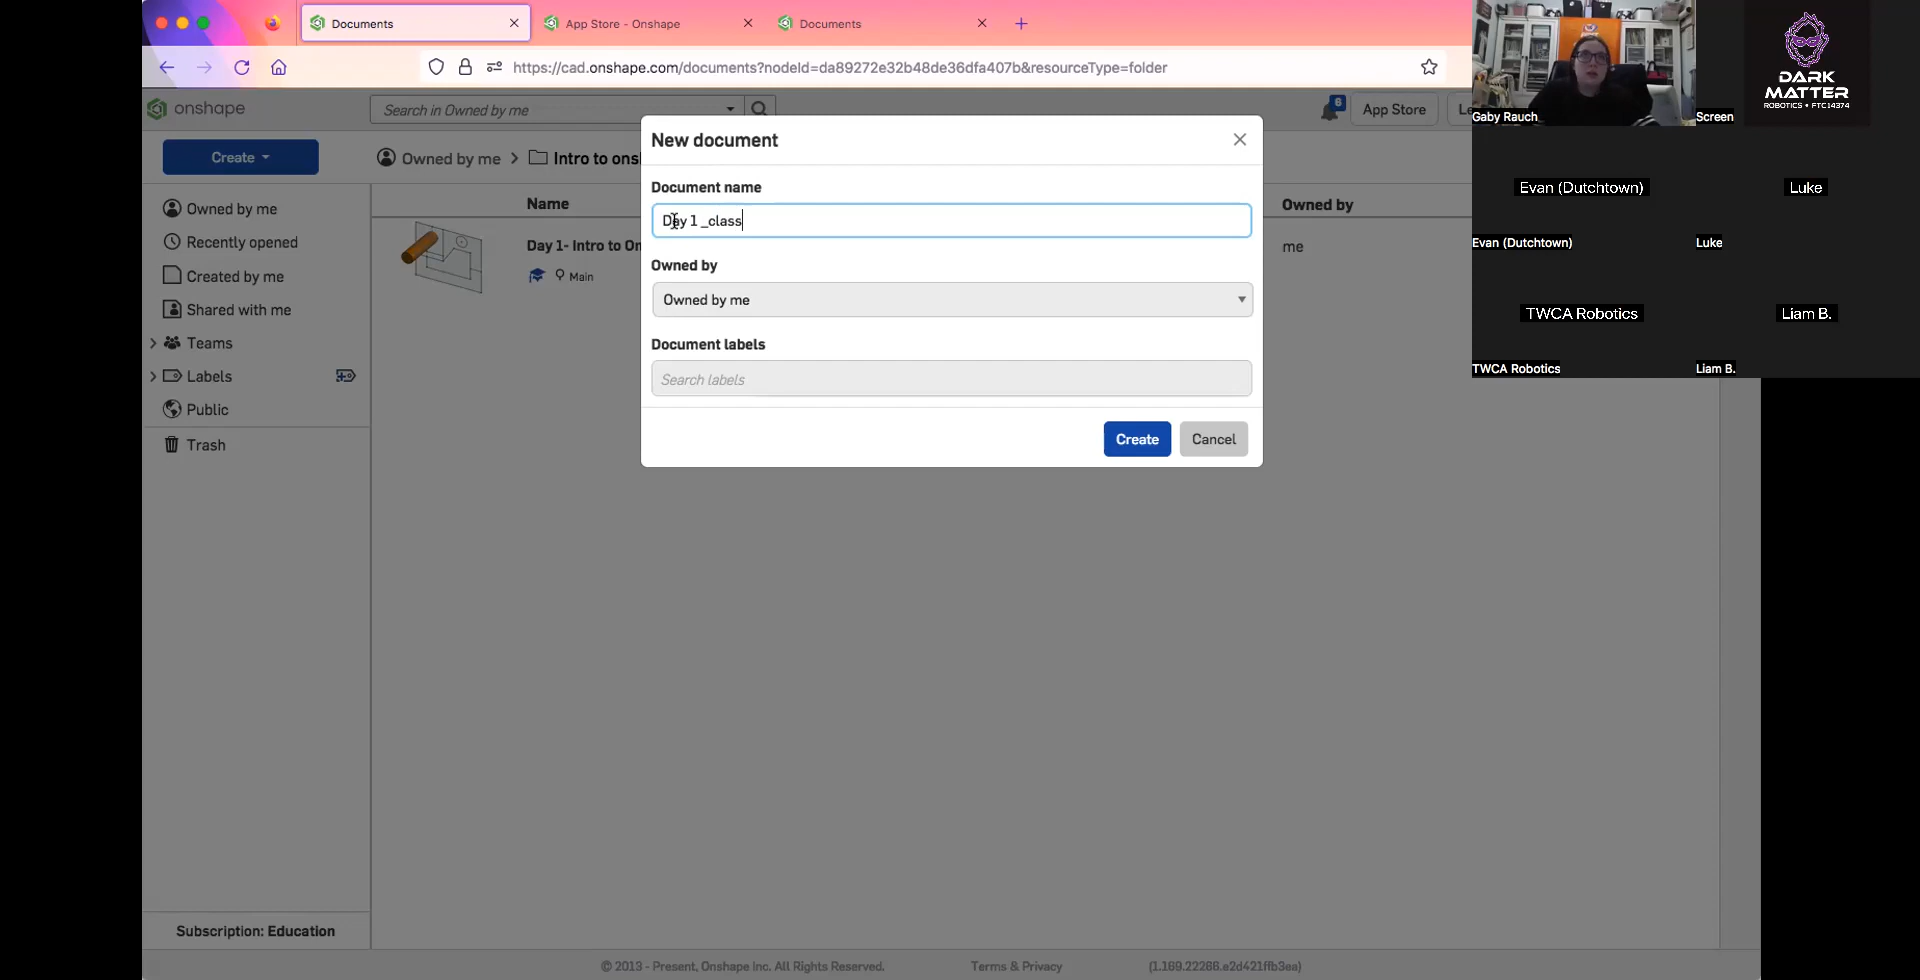 Documents
App Store - Onshape
Documents
https://cad.onshape.com/documents?nodeId=da89272e32b48de36dfa407b&resourceType=folder
onshape
Search in Owned by me
6
App Store
Create
Owned by me
Intro to ons
New document
Document name
Day 1 _class
Owned by
Owned by me
Document labels
Search labels
Create
Cancel
Owned by me
Recently opened
Created by me
Shared with me
Teams
Labels
Public
Trash
Name
Owned by
Day 1- Intro to On
Main
me
Subscription: Education
© 2013 - Present, Onshape Inc. All Rights Reserved.
Terms & Privacy
(1.169.22266.e2d421ffb3ea)
Gaby Rauch
Screen
DARK
MATTER
ROBOTICS • FTC14374
Evan (Dutchtown)
Luke
Evan (Dutchtown)
Luke
TWCA Robotics
Liam B.
TWCA Robotics
Liam B.